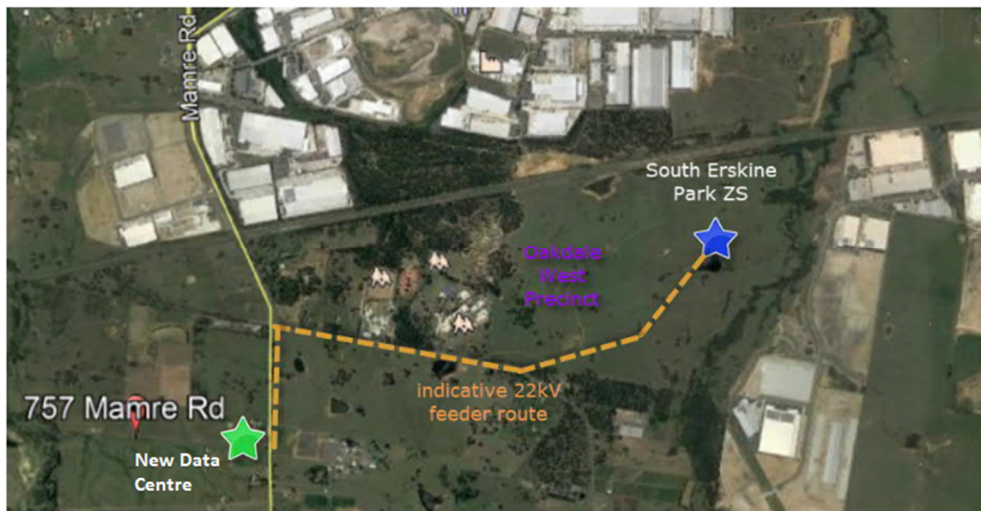 Mamre Rd
South Erskine
Park ZS
Oakdale
West
Precinct
indicative 22kV
feeder route
757 Mamre Rd
New Data
Centre